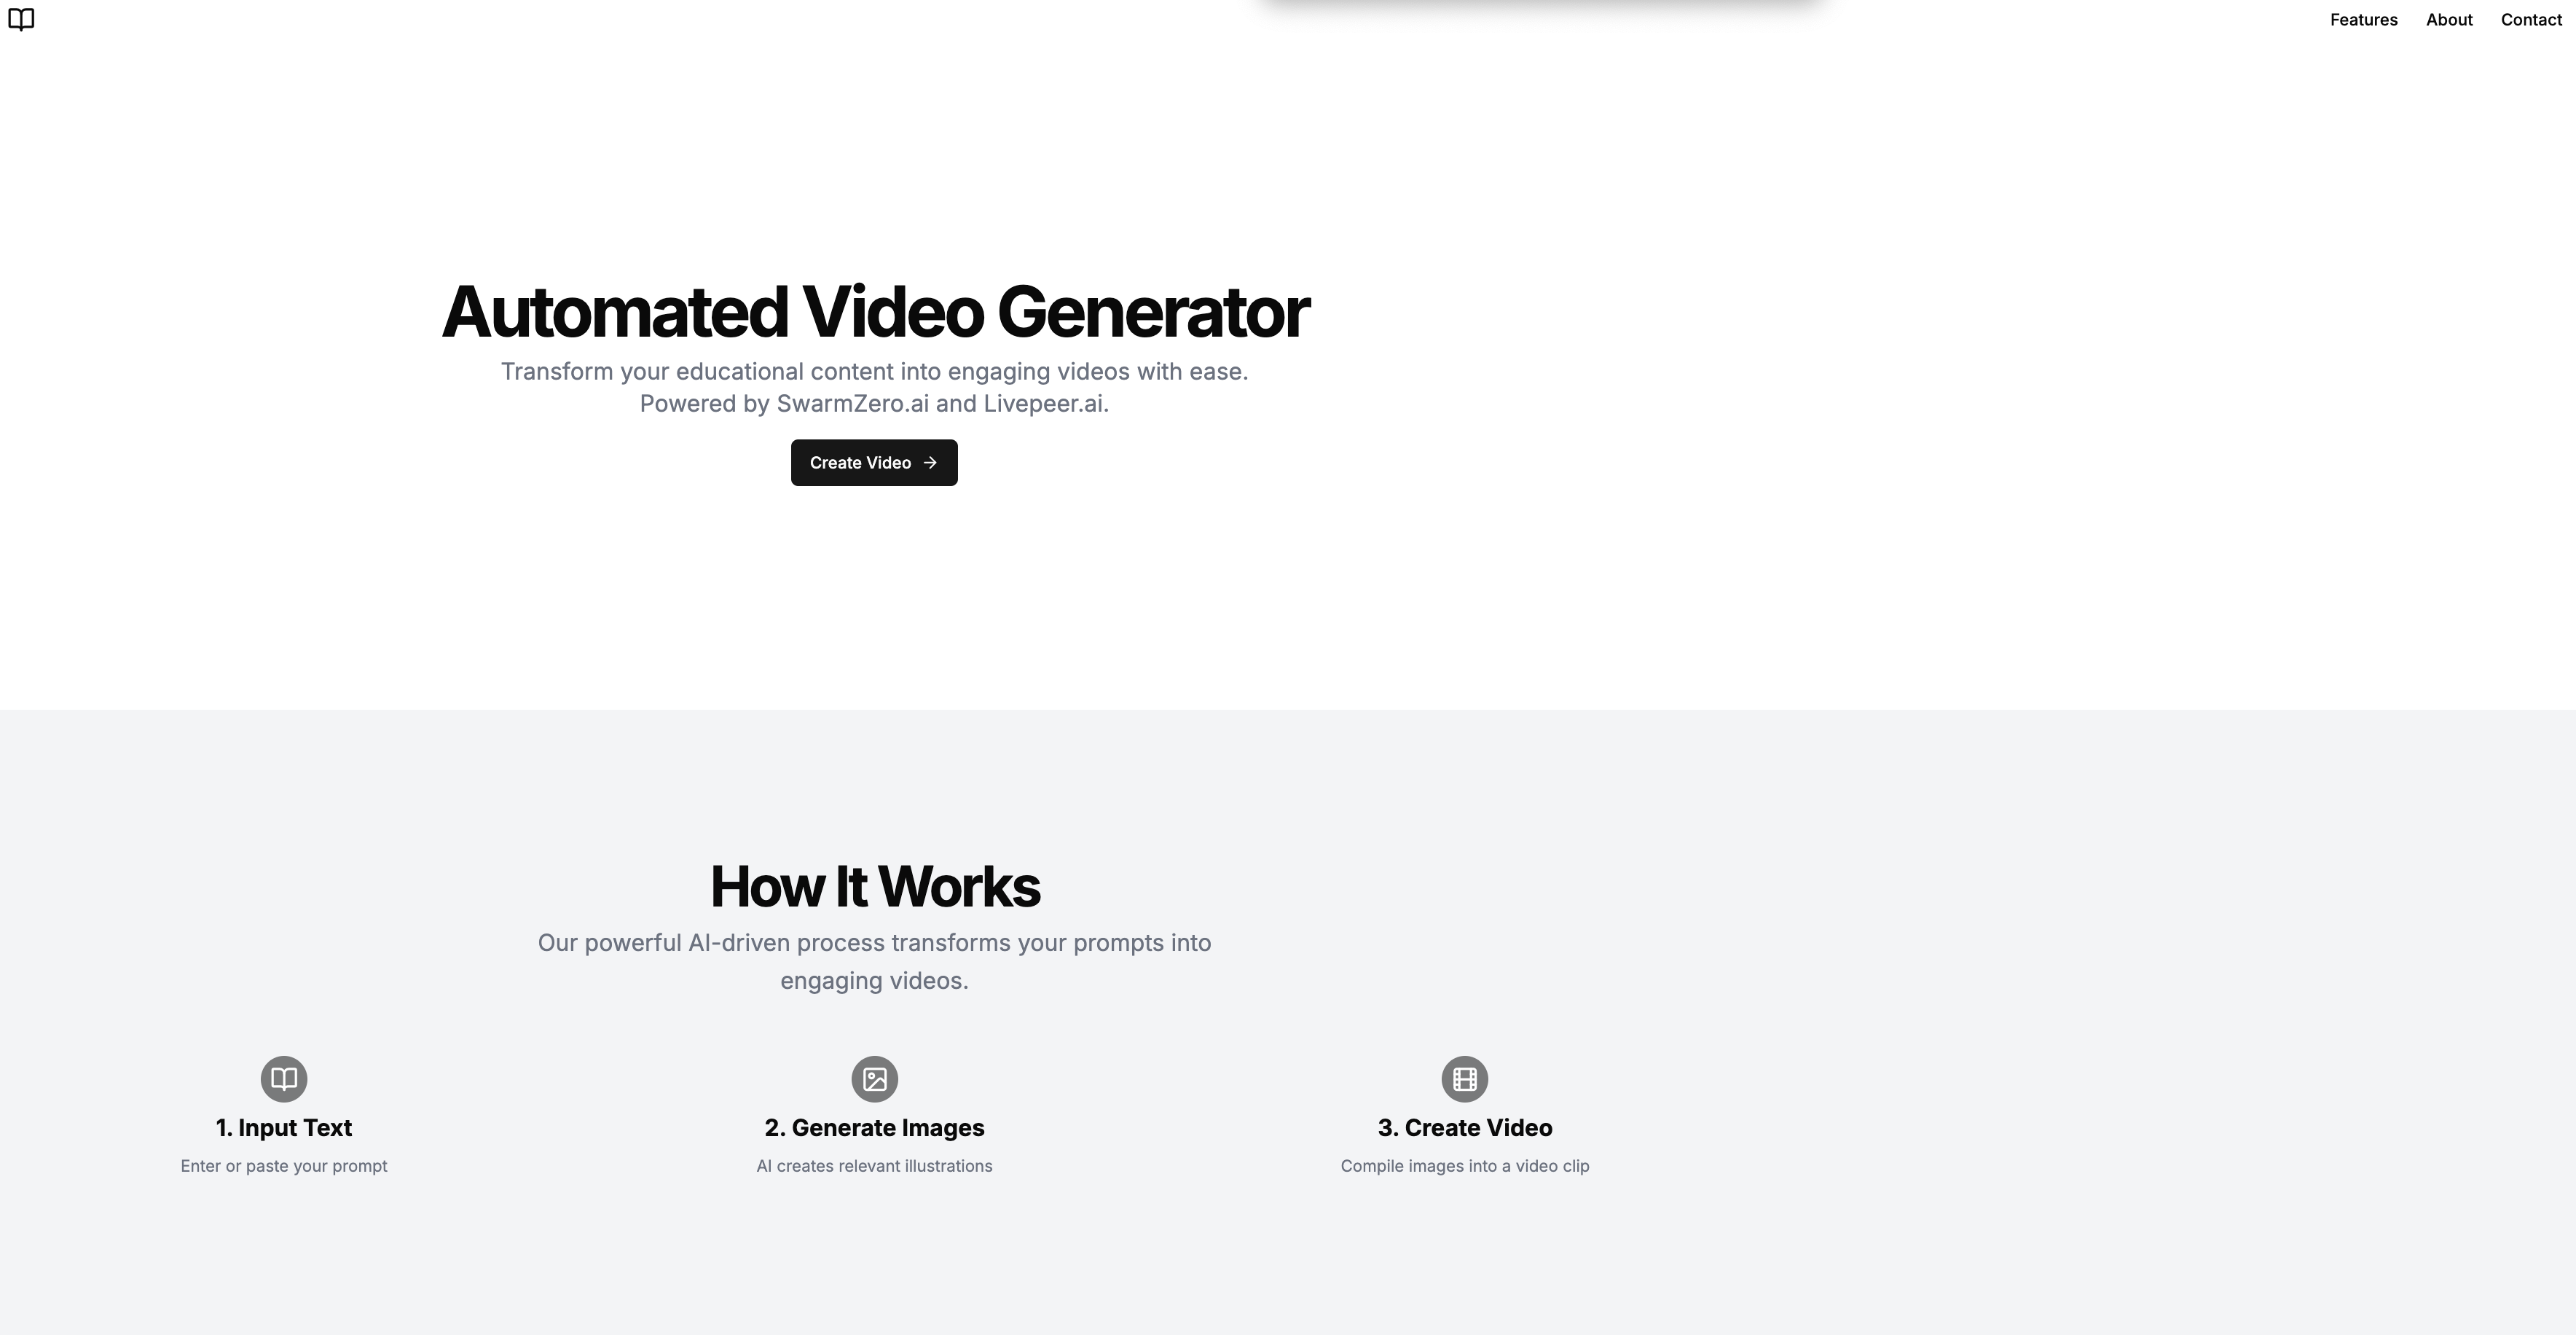 Features About Contact
Automated Video Generator
Transform your educational content into engaging videos with ease.
Powered by SwarmZero.ai and Livepeer.ai.
Create Video
How It Works
Our powerful AI-driven process transforms your prompts into
engaging videos.
1. Input Text
Enter or paste your prompt
2. Generate Images
AI creates relevant illustrations
3. Create Video
Compile images into a video clip